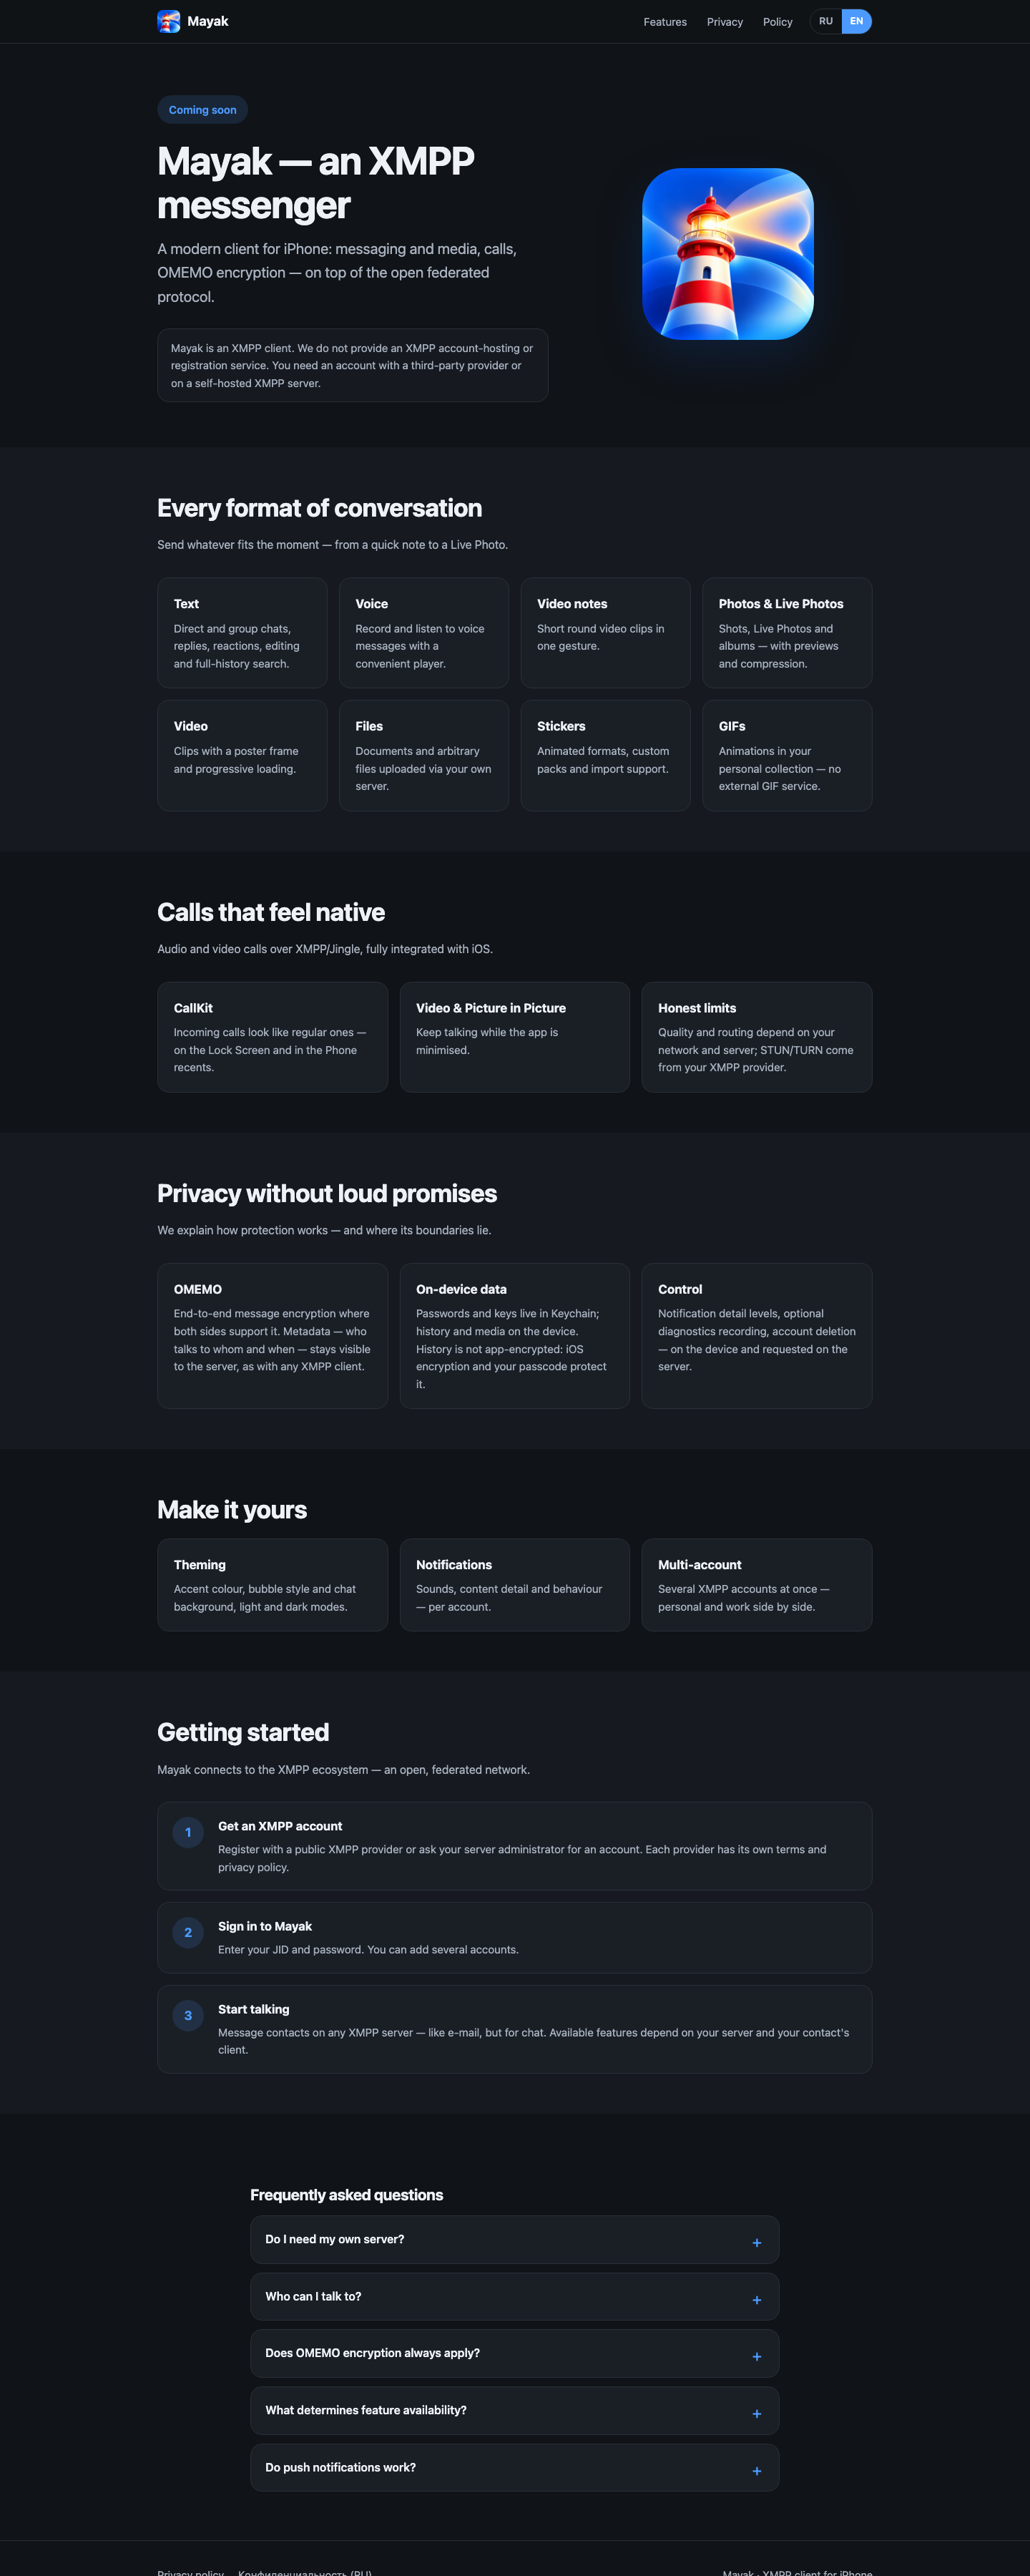 Mayak
Features
Privacy
Policy
RU
EN
Coming soon
Mayak — an XMPP
messenger
A modern client for iPhone: messaging and media, calls,
OMEMO encryption — on top of the open federated
protocol.
Mayak is an XMPP client. We do not provide an XMPP account-hosting or
registration service. You need an account with a third-party provider or
on a self-hosted XMPP server.
Every format of conversation
Send whatever fits the moment — from a quick note to a Live Photo.
Text
Direct and group chats,
replies, reactions, editing
and full-history search.
Voice
Record and listen to voice
messages with a
convenient player.
Video notes
Short round video clips in
one gesture.
Photos & Live Photos
Shots, Live Photos and
albums — with previews
and compression.
Video
Clips with a poster frame
and progressive loading.
Files
Documents and arbitrary
files uploaded via your own
server.
Stickers
Animated formats, custom
packs and import support.
GIFs
Animations in your
personal collection — no
external GIF service.
Calls that feel native
Audio and video calls over XMPP/Jingle, fully integrated with iOS.
CallKit
Incoming calls look like regular ones —
on the Lock Screen and in the Phone
recents.
Video & Picture in Picture
Keep talking while the app is
minimised.
Honest limits
Quality and routing depend on your
network and server; STUN/TURN come
from your XMPP provider.
Privacy without loud promises
We explain how protection works — and where its boundaries lie.
OMEMO
End-to-end message encryption where
both sides support it. Metadata — who
talks to whom and when — stays visible
to the server, as with any XMPP client.
On-device data
Passwords and keys live in Keychain;
history and media on the device.
History is not app-encrypted: iOS
encryption and your passcode protect
it.
Control
Notification detail levels, optional
diagnostics recording, account deletion
— on the device and requested on the
server.
Make it yours
Theming
Accent colour, bubble style and chat
background, light and dark modes.
Notifications
Sounds, content detail and behaviour
— per account.
Multi-account
Several XMPP accounts at once —
personal and work side by side.
Getting started
Mayak connects to the XMPP ecosystem — an open, federated network.
1
Get an XMPP account
Register with a public XMPP provider or ask your server administrator for an account. Each provider has its own terms and
privacy policy.
2
Sign in to Mayak
Enter your JID and password. You can add several accounts.
3
Start talking
Message contacts on any XMPP server — like e-mail, but for chat. Available features depend on your server and your contact's
client.
Frequently asked questions
Do I need my own server?
+
Who can I talk to?
+
Does OMEMO encryption always apply?
+
What determines feature availability?
+
Do push notifications work?
+
Privacy policy
Конфиденциальность (RU)
Mayak · XMPP client for iPhone